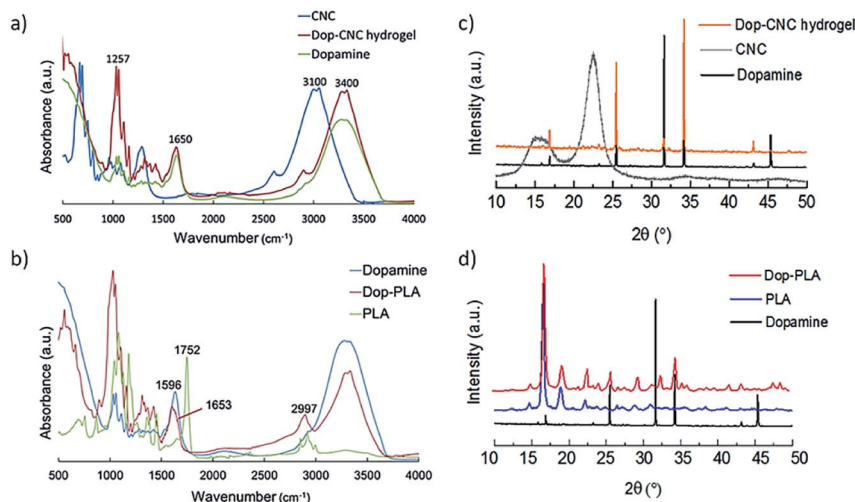 a)
CNC
Dop-CNC hydrogel
Dopamine
1257
1650
3100
3400
Absorbance (a.u.)
500 1000 1500 2000 2500 3000 3500 4000
Wavenumber (cm⁻¹)
c)
Dop-CNC hydrogel
CNC
Dopamine
Intensity (a.u.)
10 15 20 25 30 35 40 45 50
2θ (°)
b)
Dopamine
Dop-PLA
PLA
1752
1596
1653
2997
Absorbance (a.u.)
500 1000 1500 2000 2500 3000 3500 4000
Wavenumber (cm⁻¹)
d)
Dop-PLA
PLA
Dopamine
Intensity (a.u.)
10 15 20 25 30 35 40 45 50
2θ (°)